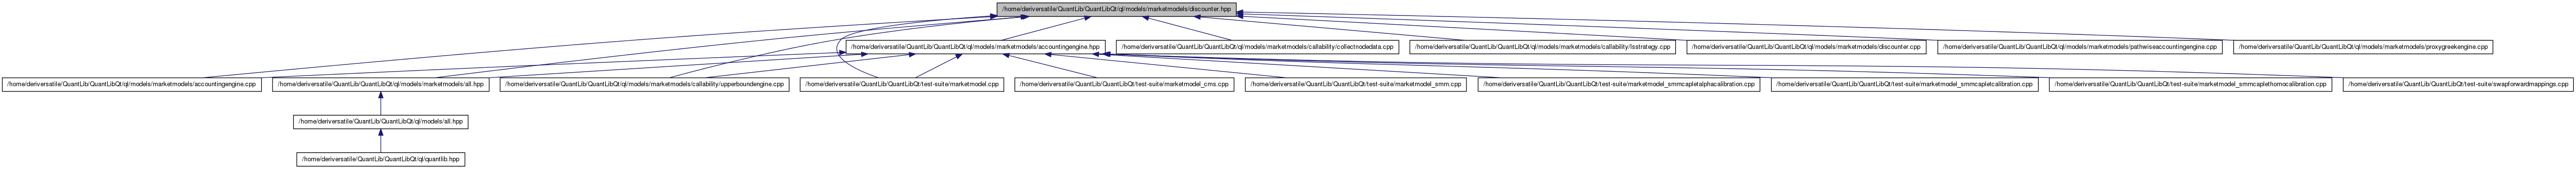 /home/deriversatile/QuantLib/QuantLibQt/ql/models/marketmodels/discounter.hpp
/home/deriversatile/QuantLib/QuantLibQt/ql/models/marketmodels/accountingengine.hpp
/home/deriversatile/QuantLib/QuantLibQt/ql/models/marketmodels/callability/collectnodedata.cpp
/home/deriversatile/QuantLib/QuantLibQt/ql/models/marketmodels/callability/lsstrategy.cpp
/home/deriversatile/QuantLib/QuantLibQt/ql/models/marketmodels/discounter.cpp
/home/deriversatile/QuantLib/QuantLibQt/ql/models/marketmodels/pathwiseaccountingengine.cpp
/home/deriversatile/QuantLib/QuantLibQt/ql/models/marketmodels/proxygreekengine.cpp
/home/deriversatile/QuantLib/QuantLibQt/ql/models/marketmodels/accountingengine.cpp
/home/deriversatile/QuantLib/QuantLibQt/ql/models/marketmodels/all.hpp
/home/deriversatile/QuantLib/QuantLibQt/ql/models/marketmodels/callability/upperboundengine.cpp
/home/deriversatile/QuantLib/QuantLibQt/test-suite/marketmodel.cpp
/home/deriversatile/QuantLib/QuantLibQt/test-suite/marketmodel_cms.cpp
/home/deriversatile/QuantLib/QuantLibQt/test-suite/marketmodel_smm.cpp
/home/deriversatile/QuantLib/QuantLibQt/test-suite/marketmodel_smmcapletalphacalibration.cpp
/home/deriversatile/QuantLib/QuantLibQt/test-suite/marketmodel_smmcapletcalibration.cpp
/home/deriversatile/QuantLib/QuantLibQt/test-suite/marketmodel_smmcaplethomocalibration.cpp
/home/deriversatile/QuantLib/QuantLibQt/test-suite/swapforwardmappings.cpp
/home/deriversatile/QuantLib/QuantLibQt/ql/models/all.hpp
/home/deriversatile/QuantLib/QuantLibQt/ql/quantlib.hpp